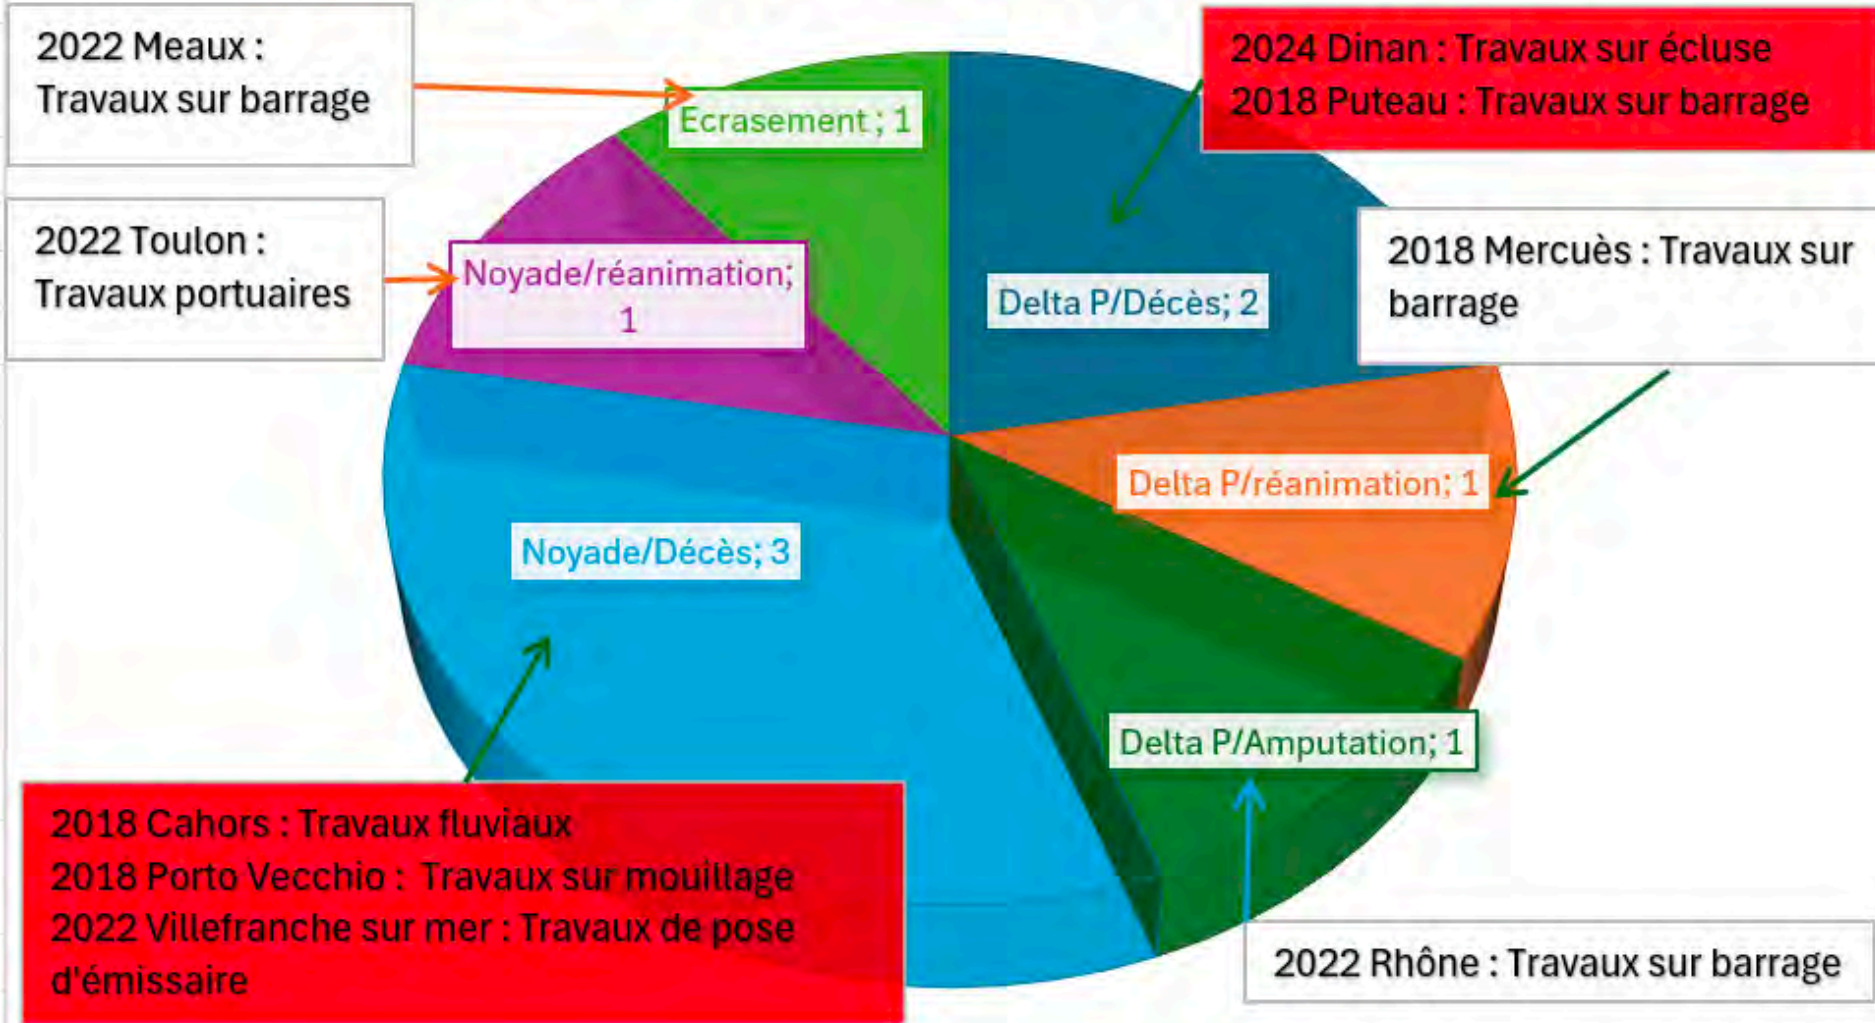 2022 Meaux :
Travaux sur barrage
Ecrasement ; 1
2024 Dinan : Travaux sur écluse
2018 Puteau : Travaux sur barrage
2022 Toulon :
Travaux portuaires
Noyade/réanimation;
1
Delta P/Décès; 2
2018 Mercuès : Travaux sur
barrage
Delta P/réanimation; 1
Noyade/Décès; 3
Delta P/Amputation; 1
2018 Cahors : Travaux fluviaux
2018 Porto Vecchio : Travaux sur mouillage
2022 Villefranche sur mer : Travaux de pose
d'émissaire
2022 Rhône : Travaux sur barrage